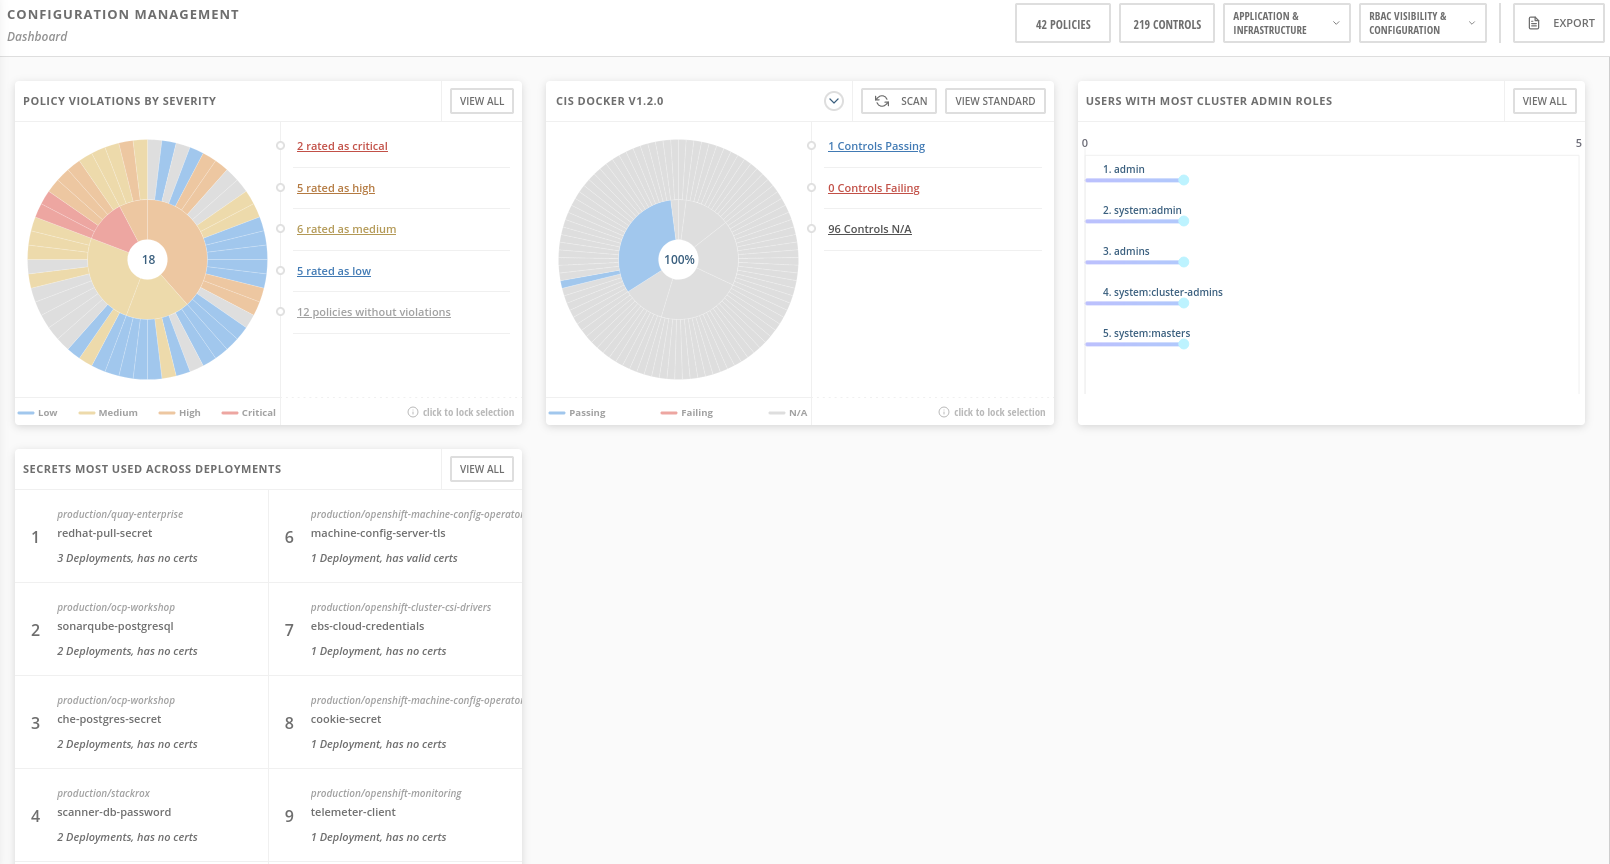 CONFIGURATION MANAGEMENT
Dashboard
42 POLICIES
219 CONTROLS
APPLICATION &
INFRASTRUCTURE
RBAC VISIBILITY &
CONFIGURATION
EXPORT
POLICY VIOLATIONS BY SEVERITY
VIEW ALL
18
2 rated as critical
5 rated as high
6 rated as medium
5 rated as low
12 policies without violations
Low
Medium
High
Critical
click to lock selection
CIS DOCKER V1.2.0
SCAN
VIEW STANDARD
100%
1 Controls Passing
0 Controls Failing
96 Controls N/A
Passing
Failing
N/A
click to lock selection
USERS WITH MOST CLUSTER ADMIN ROLES
VIEW ALL
0
5
1. admin
2. system:admin
3. admins
4. system:cluster-admins
5. system:masters
SECRETS MOST USED ACROSS DEPLOYMENTS
VIEW ALL
1
production/quay-enterprise
redhat-pull-secret
3 Deployments, has no certs
2
production/ocp-workshop
sonarqube-postgresql
2 Deployments, has no certs
3
production/ocp-workshop
che-postgres-secret
2 Deployments, has no certs
4
production/stackrox
scanner-db-password
2 Deployments, has no certs
6
production/openshift-machine-config-operator
machine-config-server-tls
1 Deployment, has valid certs
7
production/openshift-cluster-csi-drivers
ebs-cloud-credentials
1 Deployment, has no certs
8
production/openshift-machine-config-operator
cookie-secret
1 Deployment, has no certs
9
production/openshift-monitoring
telemeter-client
1 Deployment, has no certs